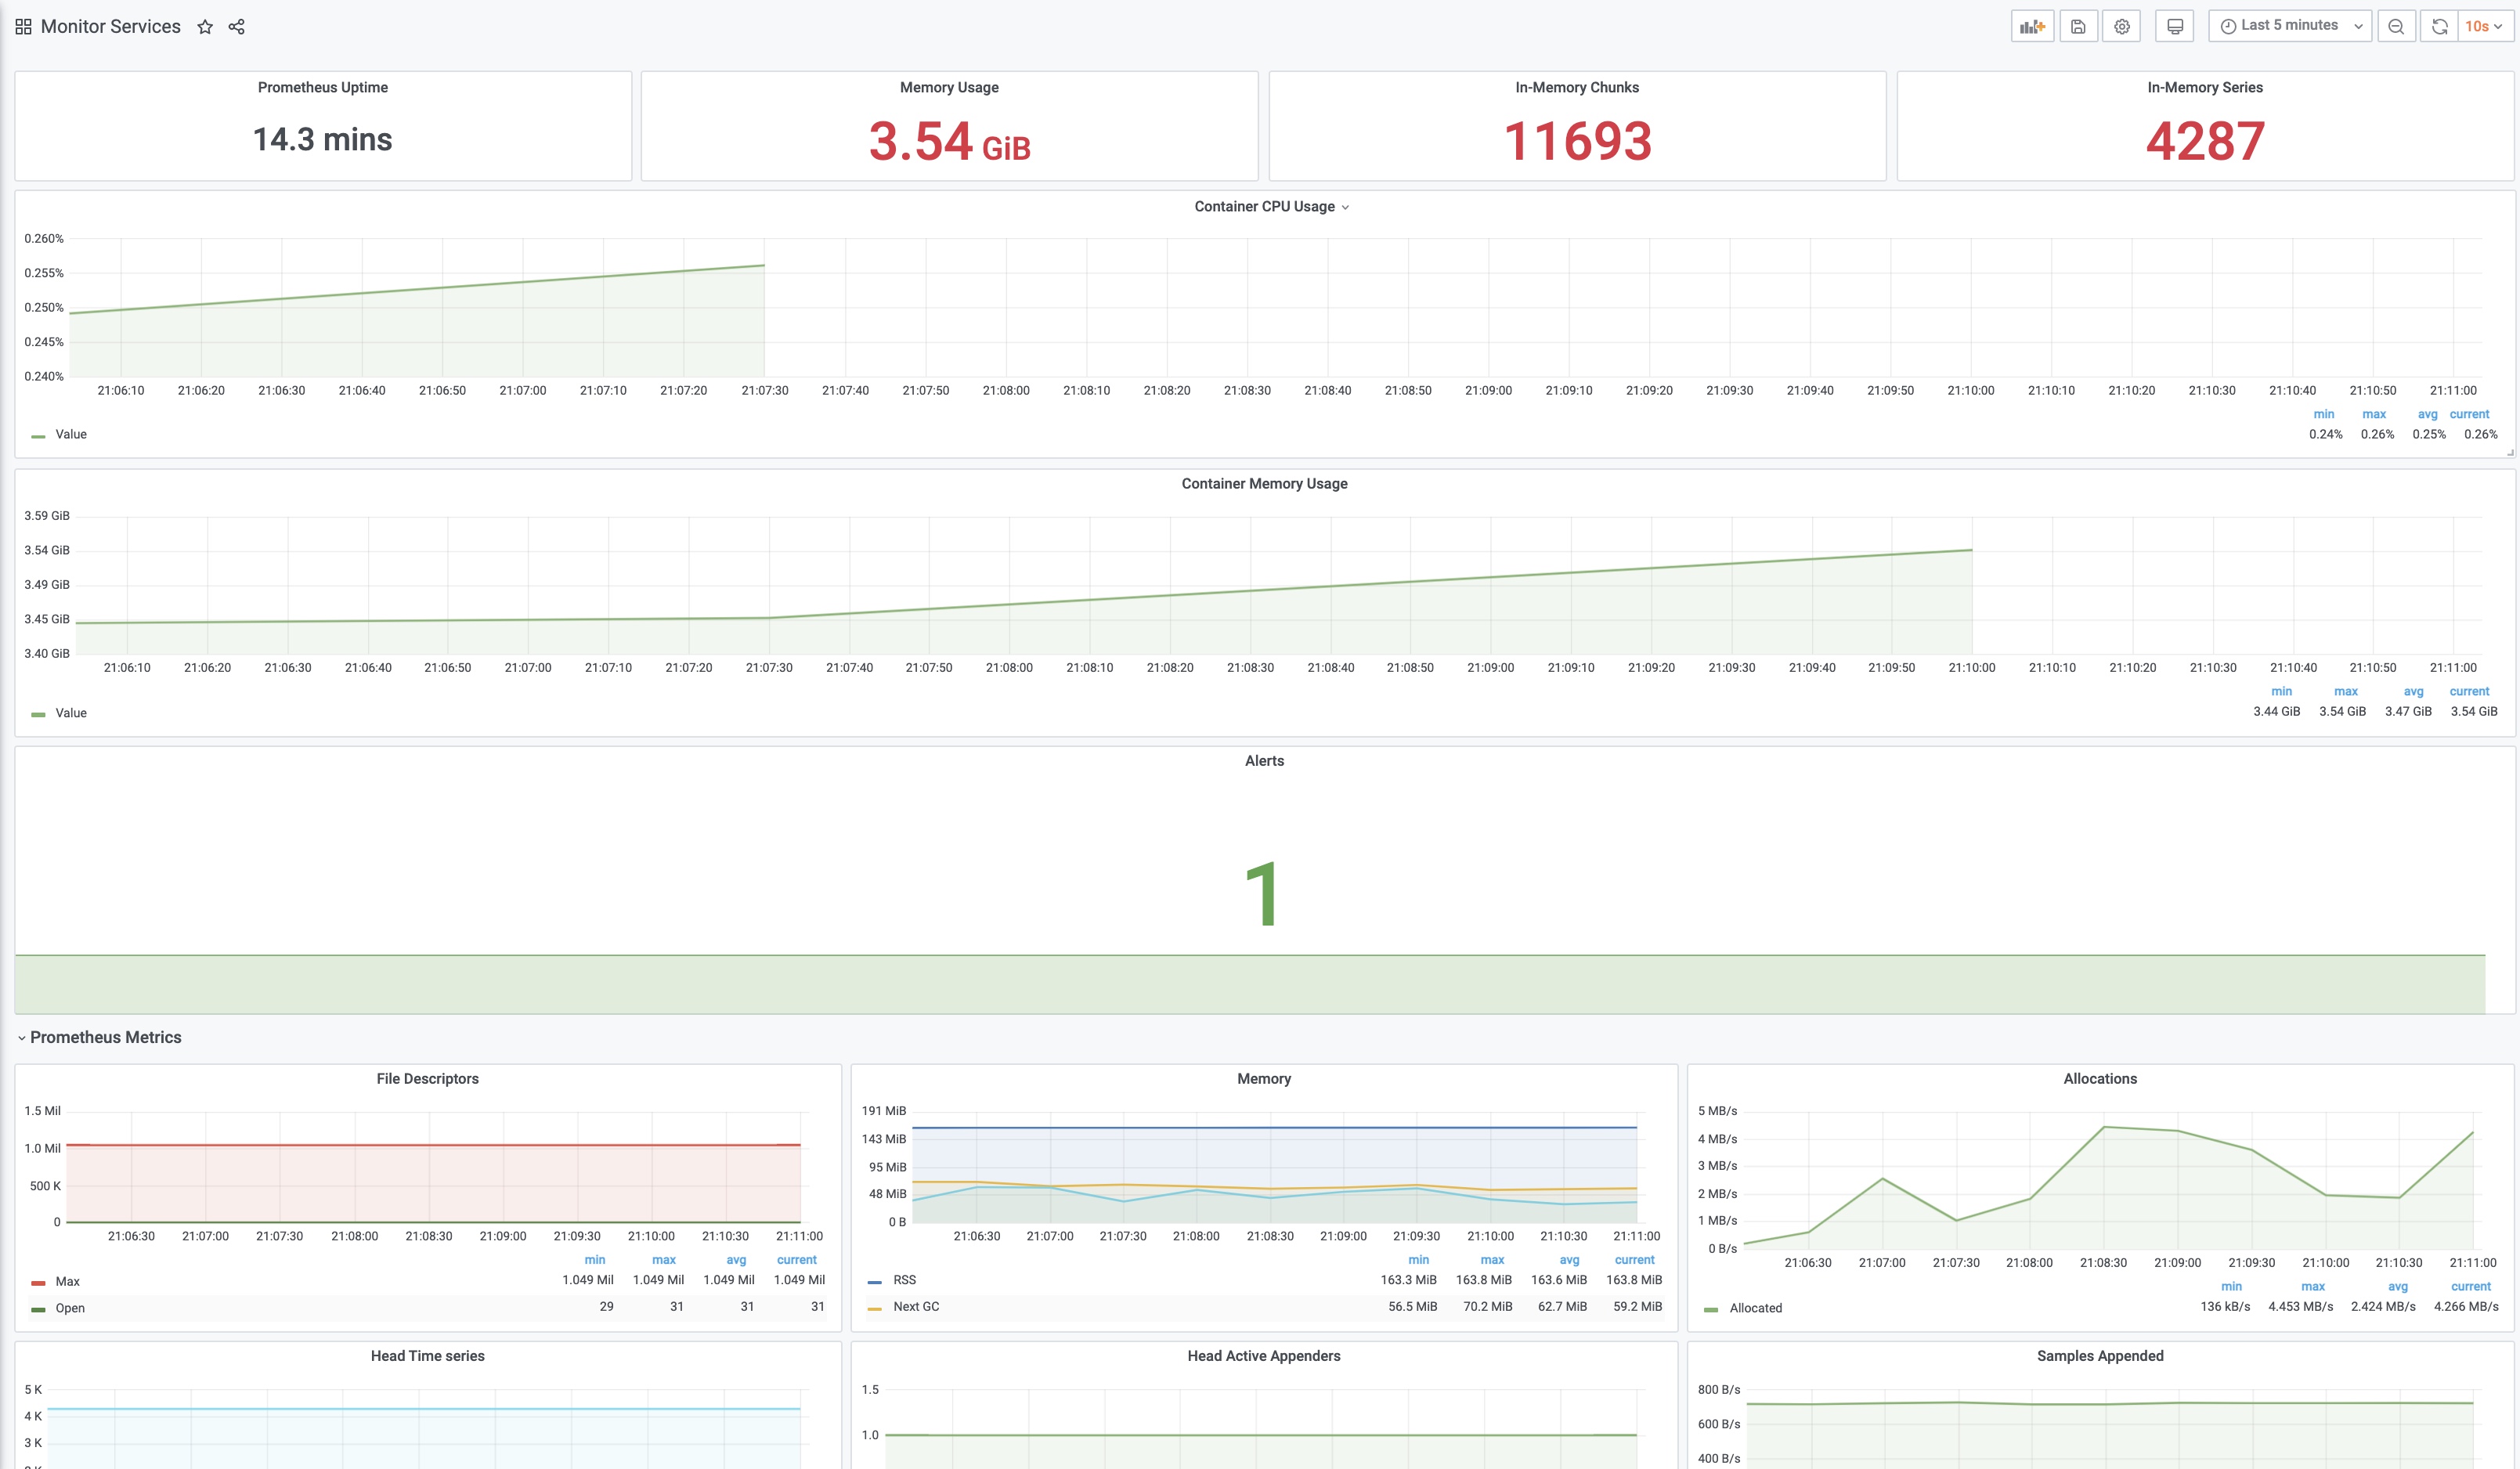 Monitor Services
Last 5 minutes 10s
Prometheus Uptime
14.3 mins
Memory Usage
3.54 GiB
In-Memory Chunks
11693
In-Memory Series
4287
Container CPU Usage
0.260%
0.255%
0.250%
0.245%
0.240%
21:06:10 21:06:20 21:06:30 21:06:40 21:06:50 21:07:00 21:07:10 21:07:20 21:07:30 21:07:40 21:07:50 21:08:00 21:08:10 21:08:20 21:08:30 21:08:40 21:08:50 21:09:00 21:09:10 21:09:20 21:09:30 21:09:40 21:09:50 21:10:00 21:10:10 21:10:20 21:10:30 21:10:40 21:10:50 21:11:00
min max avg current
Value 0.24% 0.26% 0.25% 0.26%
Container Memory Usage
3.59 GiB
3.54 GiB
3.49 GiB
3.45 GiB
3.40 GiB
21:06:10 21:06:20 21:06:30 21:06:40 21:06:50 21:07:00 21:07:10 21:07:20 21:07:30 21:07:40 21:07:50 21:08:00 21:08:10 21:08:20 21:08:30 21:08:40 21:08:50 21:09:00 21:09:10 21:09:20 21:09:30 21:09:40 21:09:50 21:10:00 21:10:10 21:10:20 21:10:30 21:10:40 21:10:50 21:11:00
min max avg current
Value 3.44 GiB 3.54 GiB 3.47 GiB 3.54 GiB
Alerts
1
Prometheus Metrics
File Descriptors
1.5 Mil
1.0 Mil
500 K
0
21:06:30 21:07:00 21:07:30 21:08:00 21:08:30 21:09:00 21:09:30 21:10:00 21:10:30 21:11:00
min max avg current
Max 1.049 Mil 1.049 Mil 1.049 Mil 1.049 Mil
Open 29 31 31 31
Memory
191 MiB
143 MiB
95 MiB
48 MiB
0 B
21:06:30 21:07:00 21:07:30 21:08:00 21:08:30 21:09:00 21:09:30 21:10:00 21:10:30 21:11:00
min max avg current
RSS 163.3 MiB 163.8 MiB 163.6 MiB 163.8 MiB
Next GC 56.5 MiB 70.2 MiB 62.7 MiB 59.2 MiB
Allocations
5 MB/s
4 MB/s
3 MB/s
2 MB/s
1 MB/s
0 B/s
21:06:30 21:07:00 21:07:30 21:08:00 21:08:30 21:09:00 21:09:30 21:10:00 21:10:30 21:11:00
min max avg current
Allocated 136 kB/s 4.453 MB/s 2.424 MB/s 4.266 MB/s
Head Time series
5 K
4 K
3 K
Head Active Appenders
1.5
1.0
Samples Appended
800 B/s
600 B/s
400 B/s